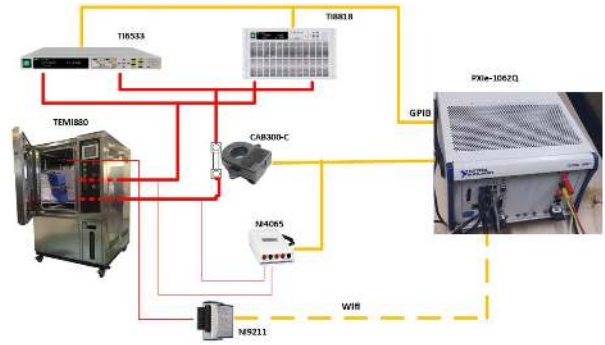 TI6533
TI8818
PXIe-1062Q
TEMI880
GPIB
CAB300-C
NI4065
Wifi
NI9211